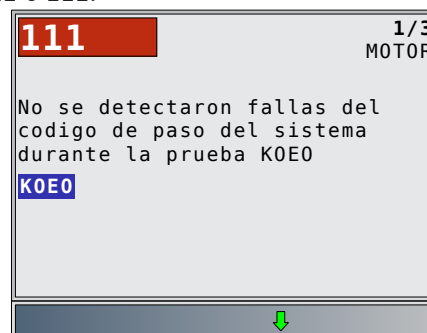 111
1/3
MOTOR
No se detectaron fallas del
codigo de paso del sistema
durante la prueba KOEO
KOEO